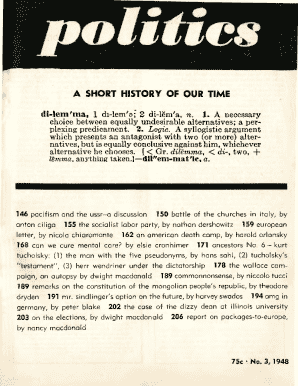 politics
A SHORT HISTORY OF OUR TIME
di-lem'ma, 1 di-lem'ə; 2 di-lĕm'a, n. 1. A necessary
choice between equally undesirable alternatives; a per-
plexing predicament. 2. Logic. A syllogistic argument
which presents an antagonist with two (or more) alter-
natives, but is equally conclusive against him, whichever
alternative he chooses. [< Gr. dilēmma, < di-, two, +
lēmma, anything taken.]—dil"em-mat'ic, a.
146 pacifism and the ussr—a discussion 150 battle of the churches in italy, by
anton ciliga 155 the socialist labor party, by nathan dershowitz 159 european
letter, by nicola chiaromonte 162 an american death camp, by harold orlansky
168 can we cure mental care? by elsie cronhimer 171 ancestors No. 6 - kurt
tucholsky: (1) the man with the five pseudonyms, by hans sahl, (2) tucholsky's
"testament", (3) herr wendriner under the dictatorship 178 the wallace cam-
paign, an autopsy by dwight macdonald 189 commonnonsense, by niccolo tucci
189 remarks on the constitution of the mongolian people's republic, by theodore
dryden 191 mr. sindlinger's option on the future, by harvey swados 194 amg in
germany, by peter blake 202 the case of the dizzy dean at illinois university
203 on the elections, by dwight macdonald 206 report on packages-to-europe,
by nancy macdonald
75c · No. 3, 1948